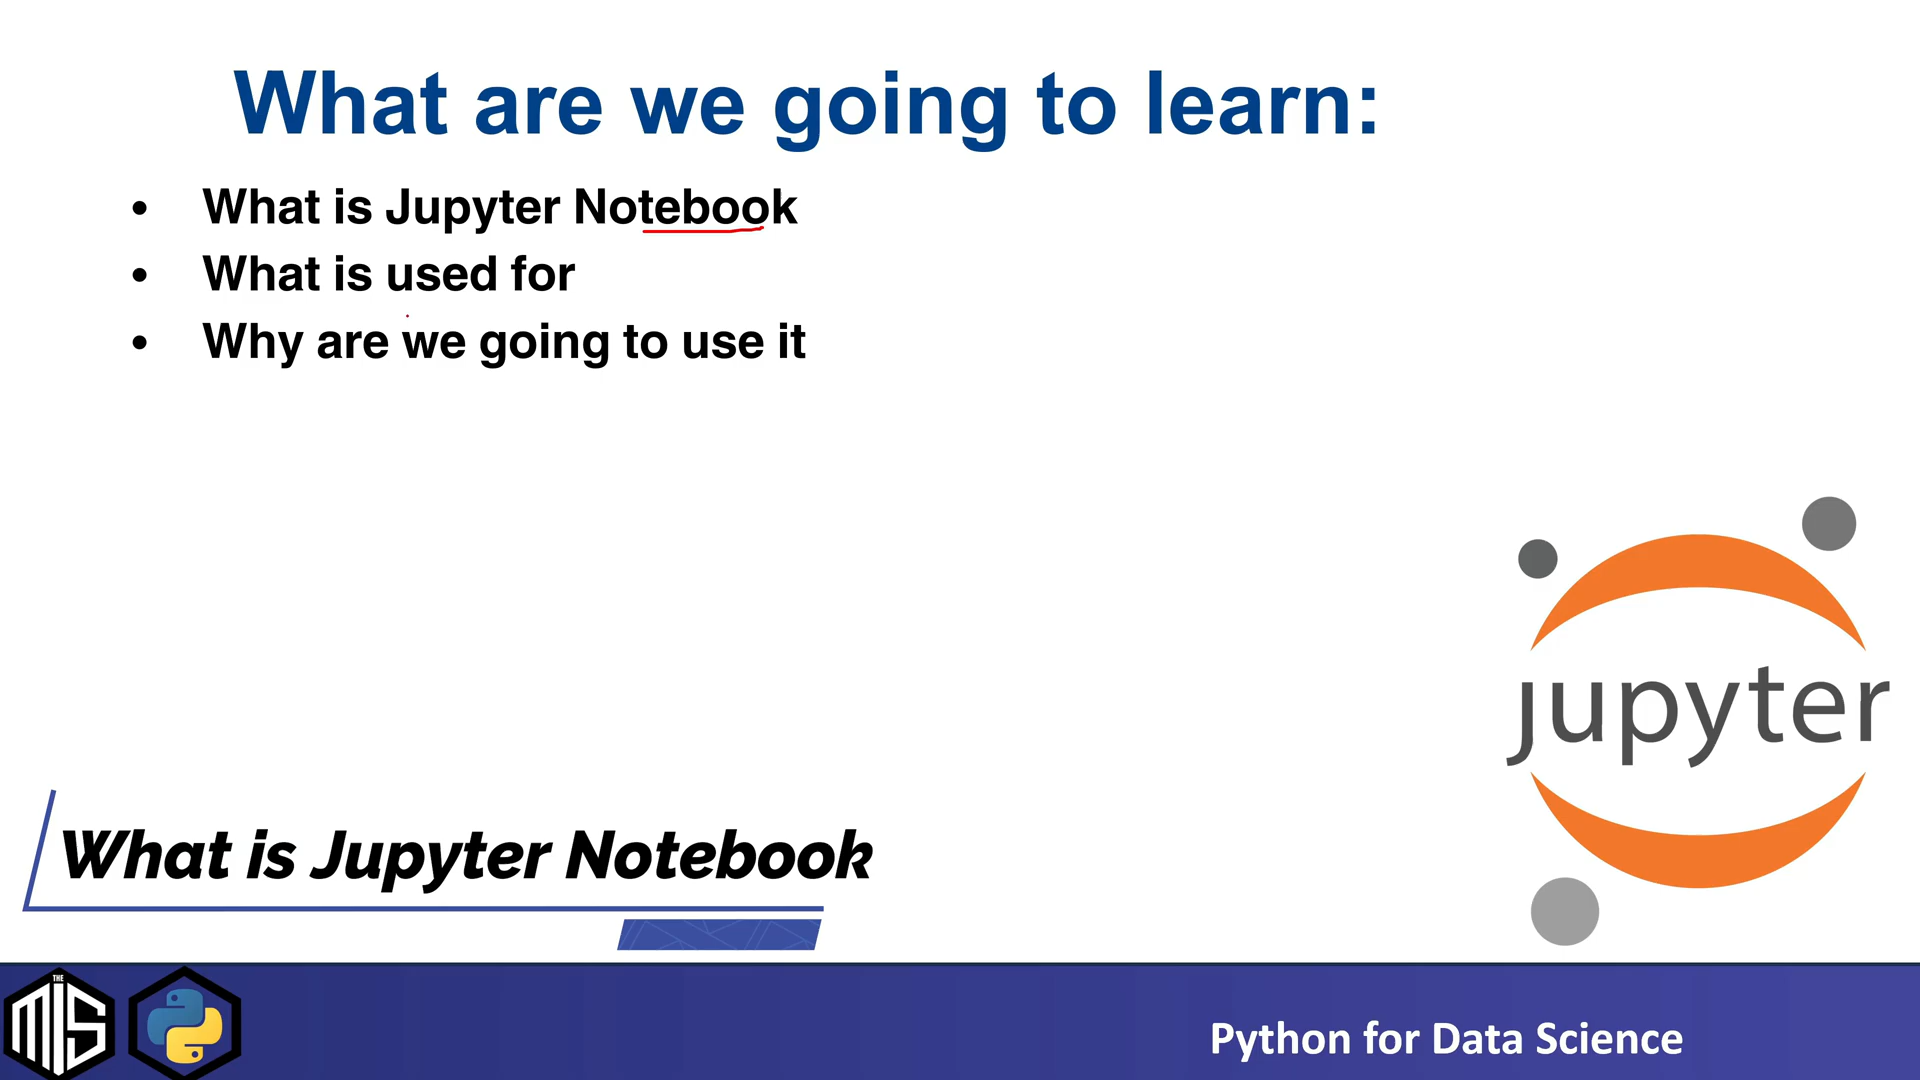 What are we going to learn:
• What is Jupyter Notebook
• What is used for
• Why are we going to use it
jupyter
What is Jupyter Notebook
THE
MIS
Python for Data Science